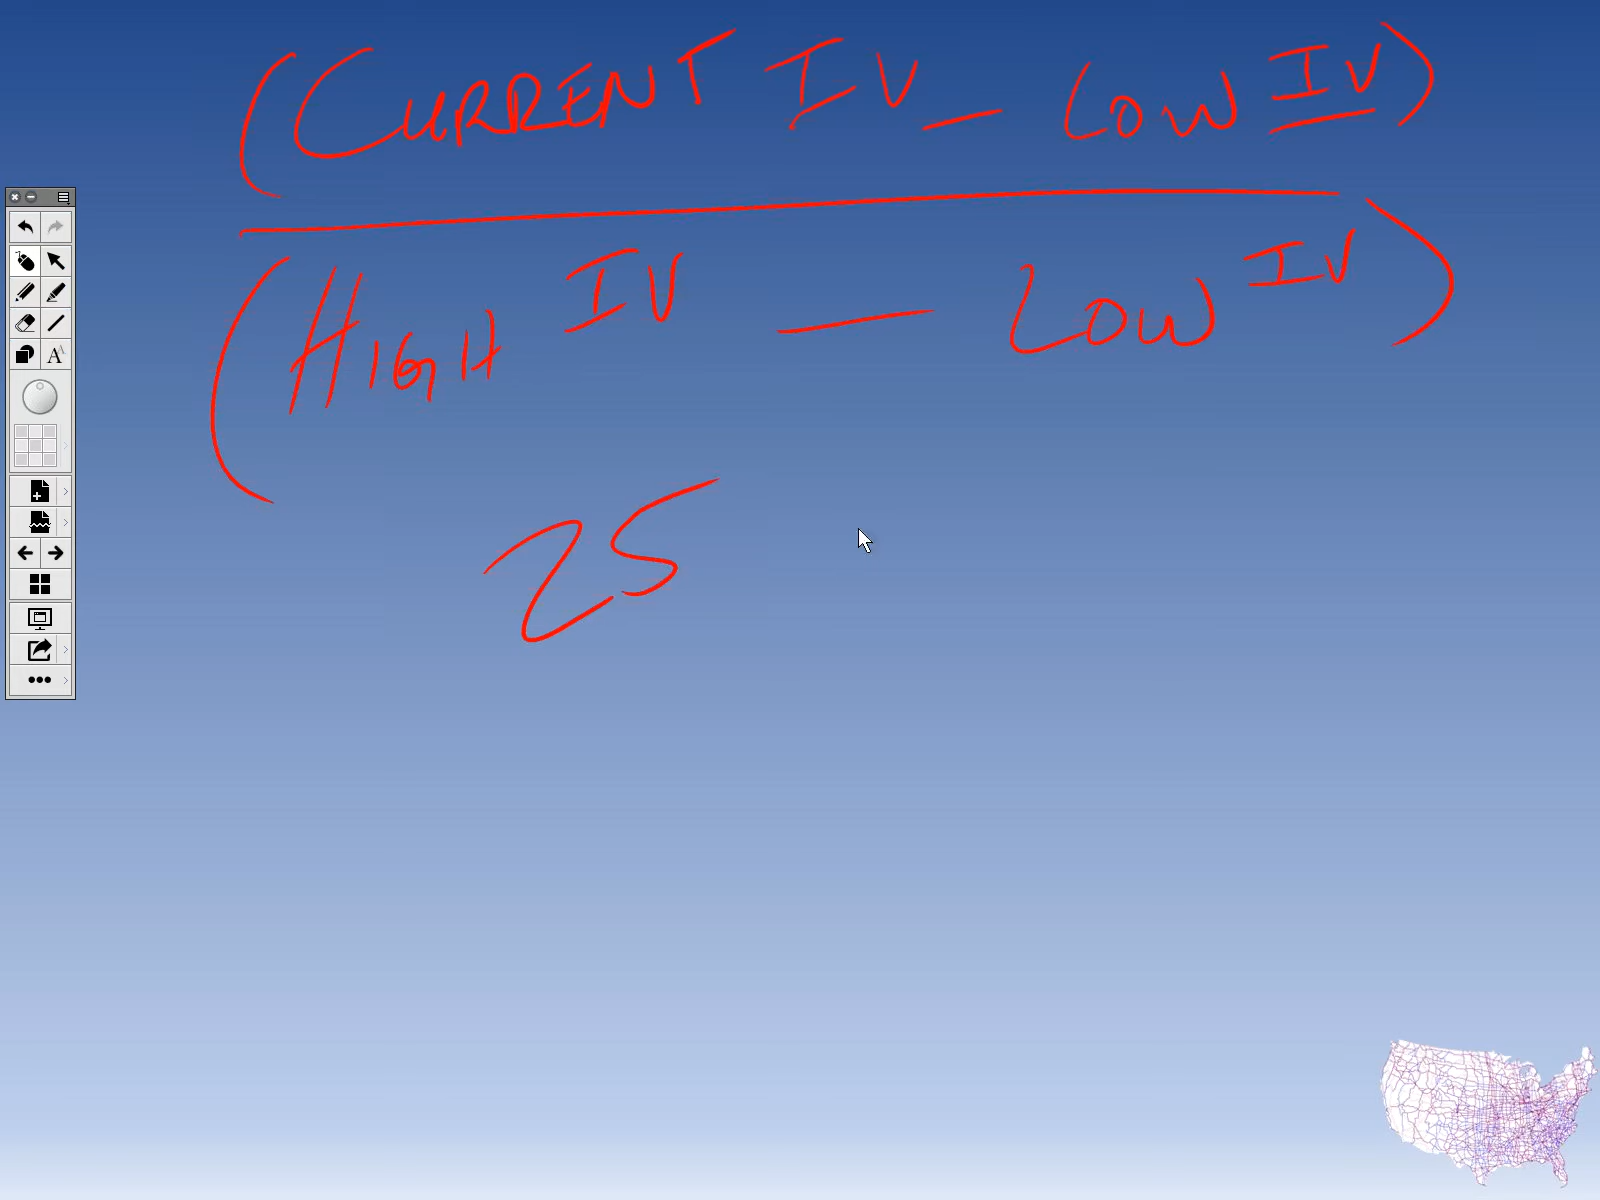 (CURRENT IV - LOW IV)
(HIGH IV - LOW IV)
25
A